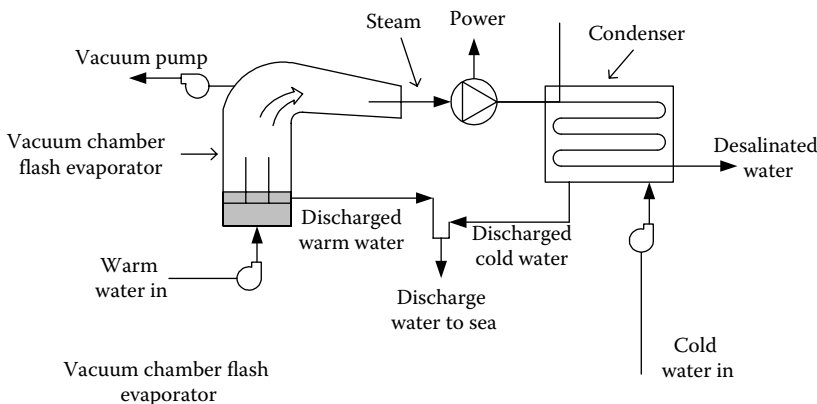 Steam
Power
Condenser
Vacuum pump
Vacuum chamber
flash evaporator
Desalinated
water
Discharged
warm water
Discharged
cold water
Warm
water in
Discharge
water to sea
Cold
water in
Vacuum chamber flash
evaporator